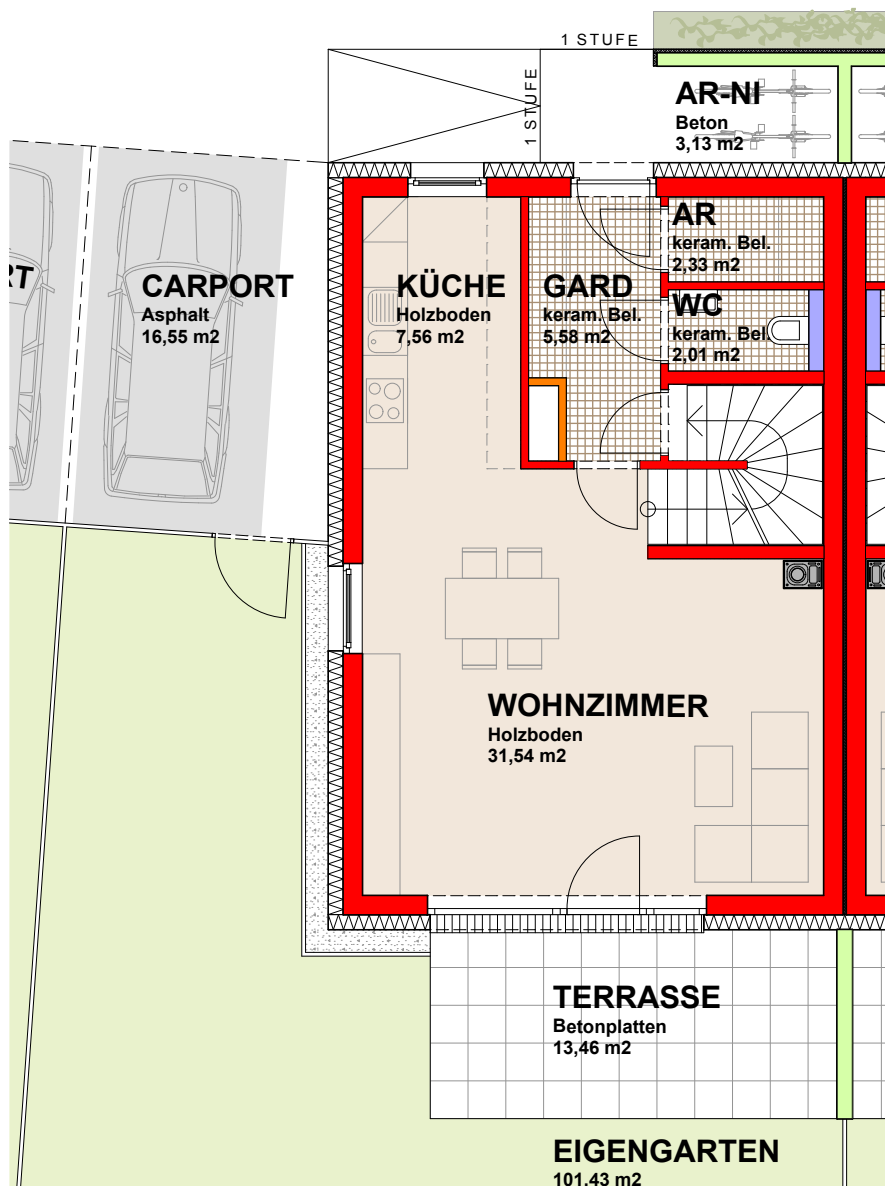 1 STUFE
1 STUFE
AR-NI
Beton
3,13 m2
AR
keram. Bel.
2,33 m2
RT
CARPORT
Asphalt
16,55 m2
KÜCHE
Holzboden
7,56 m2
GARD
keram. Bel.
5,58 m2
WC
keram. Bel.
2,01 m2
WOHNZIMMER
Holzboden
31,54 m2
TERRASSE
Betonplatten
13,46 m2
EIGENGARTEN
101,43 m2